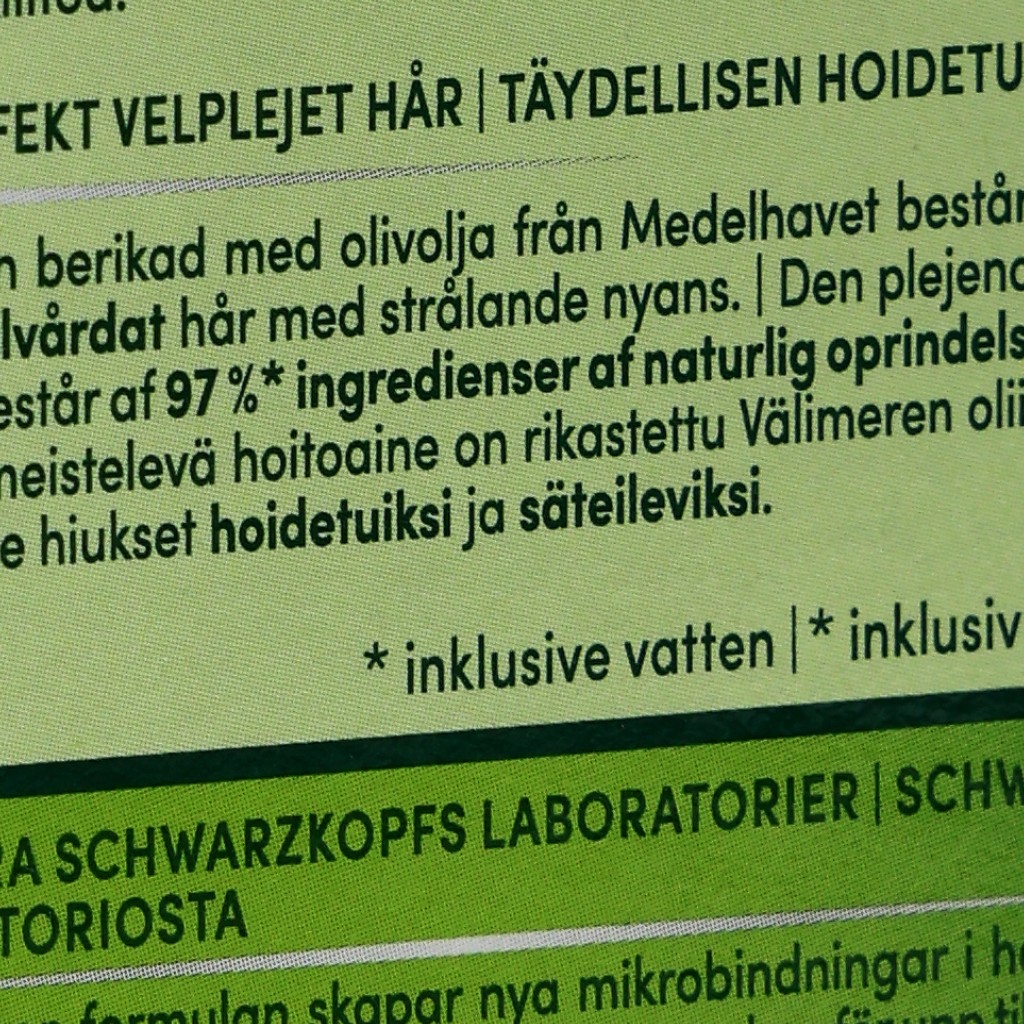 FEKT VELPLEJET HÅR | TÄYDELLISEN HOIDETU
n berikad med olivolja från Medelhavet består
lvårdat hår med strålande nyans. | Den plejend
estår af 97 %* ingredienser af naturlig oprindels
neistelevä hoitoaine on rikastettu Välimeren olii
e hiukset hoidetuiksi ja säteileviksi.
* inklusive vatten | * inklusiv
RA SCHWARZKOPFS LABORATORIER | SCHW
TORIOSTA
formulan skapar nya mikrobindningar i h